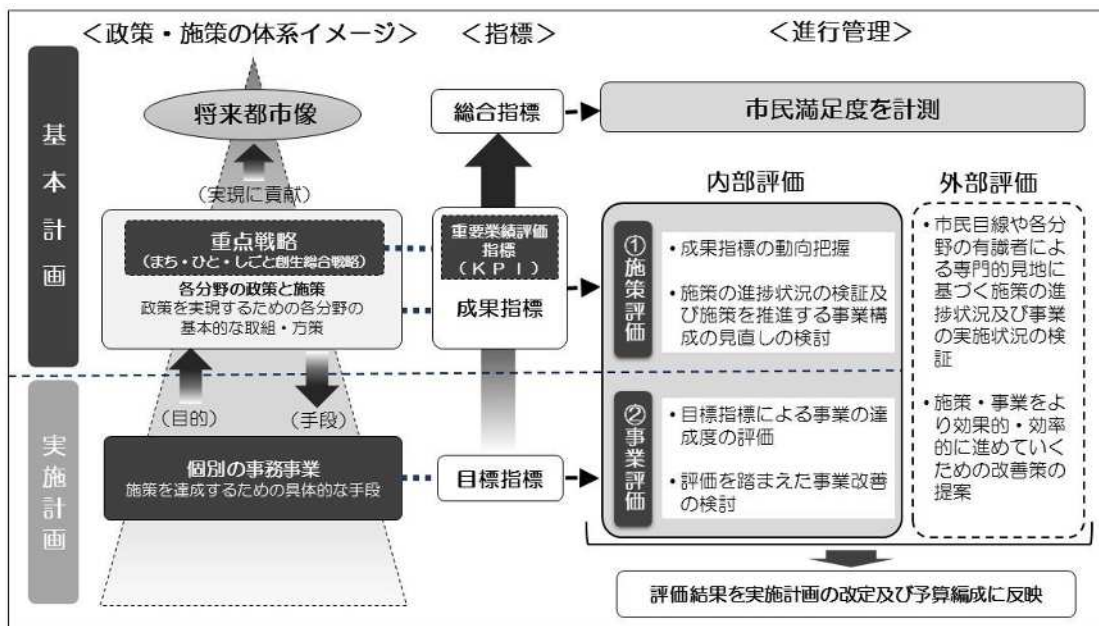 <政策・施策の体系イメージ>
<指標>
<進行管理>
基本計画
将来都市像
(実現に貢献)
重点戦略
(まち・ひと・しごと創生総合戦略)
各分野の政策と施策
政策を実現するための各分野の
基本的な取組・方策
総合指標
重要業績評価
指標
(KPI)
成果指標
市民満足度を計測
内部評価
①施策評価
・成果指標の動向把握
・施策の進捗状況の検証及
び施策を推進する事業構
成の見直しの検討
外部評価
・市民目線や各分
野の有識者によ
る専門的見地に
基づく施策の進
捗状況及び事業
の実施状況の検
証
・施策・事業をよ
り効果的・効率
的に進めていく
ための改善策の
提案
実施計画
(目的)
(手段)
個別の事務事業
施策を達成するための具体的な手段
目標指標
②事業評価
・目標指標による事業の達
成度の評価
・評価を踏まえた事業改善
の検討
評価結果を実施計画の改定及び予算編成に反映